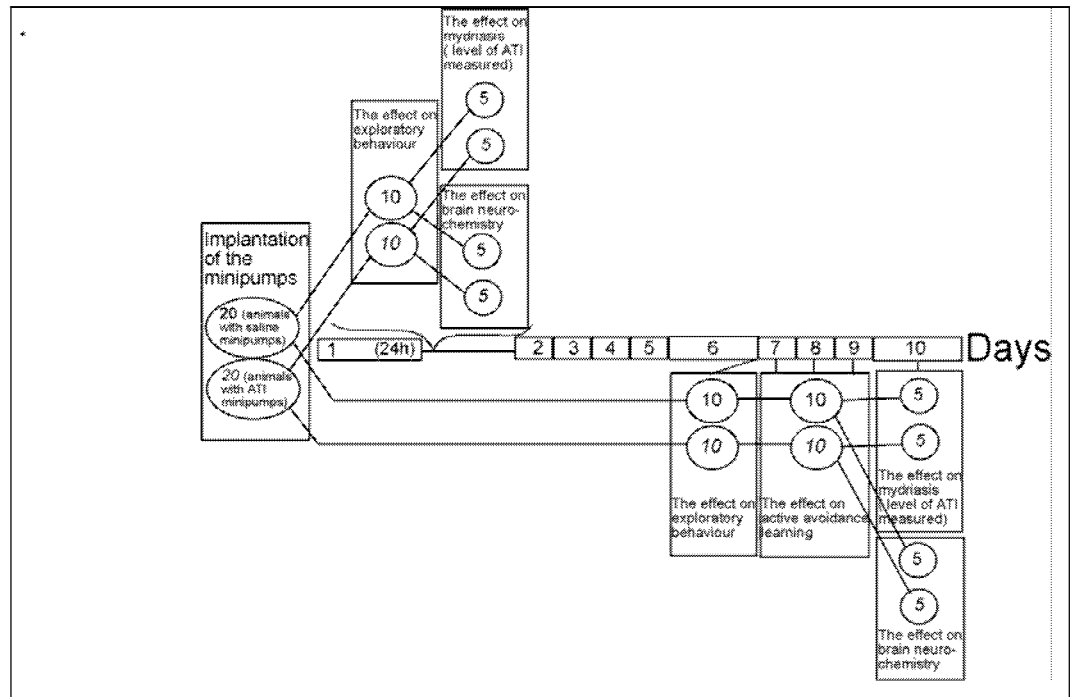 The effect on
mydriasis
( level of ATI
measured)
5
5
The effect on
exploratory
behaviour
10
10
The effect on
brain neuro-
chemistry
5
5
Implantation
of the
minipumps
20 (animals
with saline
minipumps)
20 (animals
with ATI
minipumps)
1 (24h) 2 3 4 5 6 7 8 9 10 Days
10 10 5
10 10 5
The effect on
exploratory
behaviour
The effect on
active avoidance
learning
The effect on
mydriasis
( level of ATI
measured)
5
5
The effect on
brain neuro-
chemistry